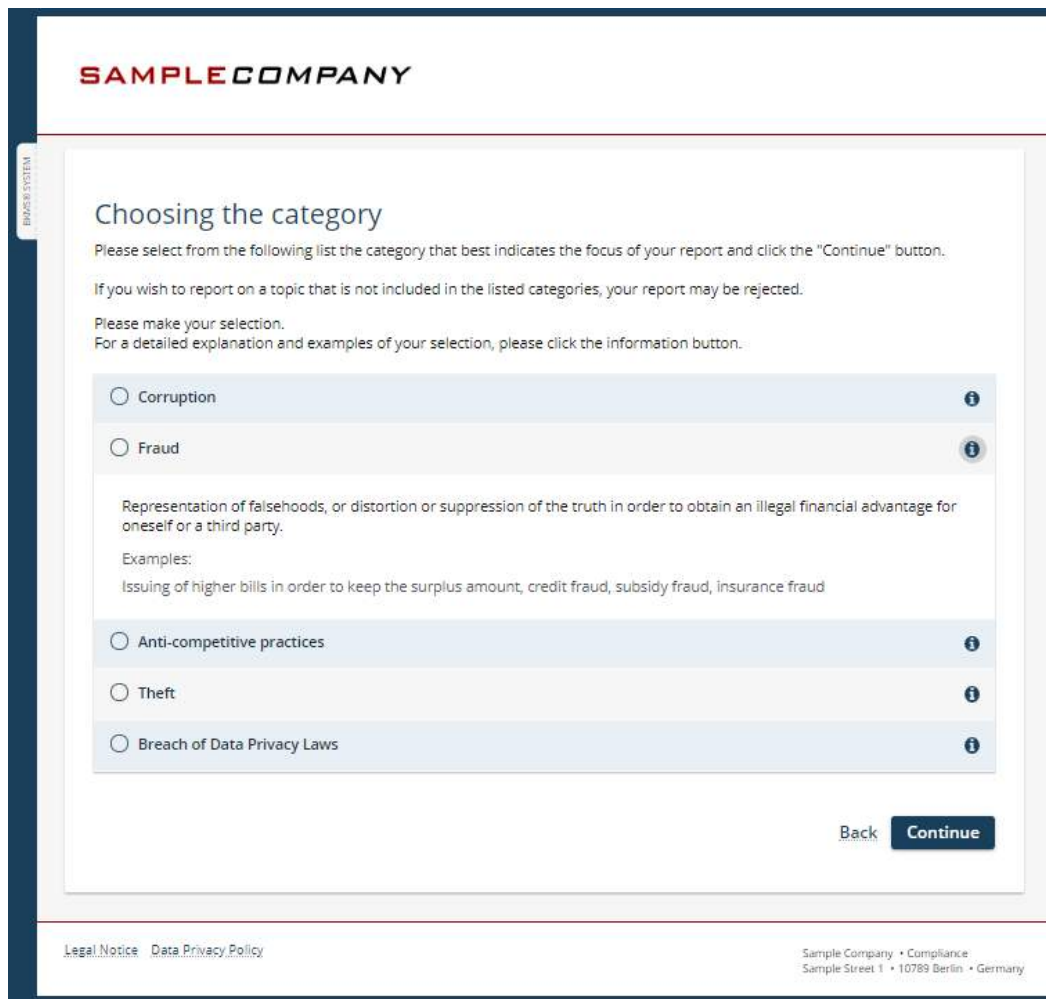 SAMPLECOMPANY
BKMS® SYSTEM
Choosing the category
Please select from the following list the category that best indicates the focus of your report and click the "Continue" button.
If you wish to report on a topic that is not included in the listed categories, your report may be rejected.
Please make your selection.
For a detailed explanation and examples of your selection, please click the information button.
Corruption
Fraud
Representation of falsehoods, or distortion or suppression of the truth in order to obtain an illegal financial advantage for
oneself or a third party.
Examples:
Issuing of higher bills in order to keep the surplus amount, credit fraud, subsidy fraud, insurance fraud
Anti-competitive practices
Theft
Breach of Data Privacy Laws
Back Continue
Legal Notice Data Privacy Policy
Sample Company • Compliance
Sample Street 1 • 10789 Berlin • Germany